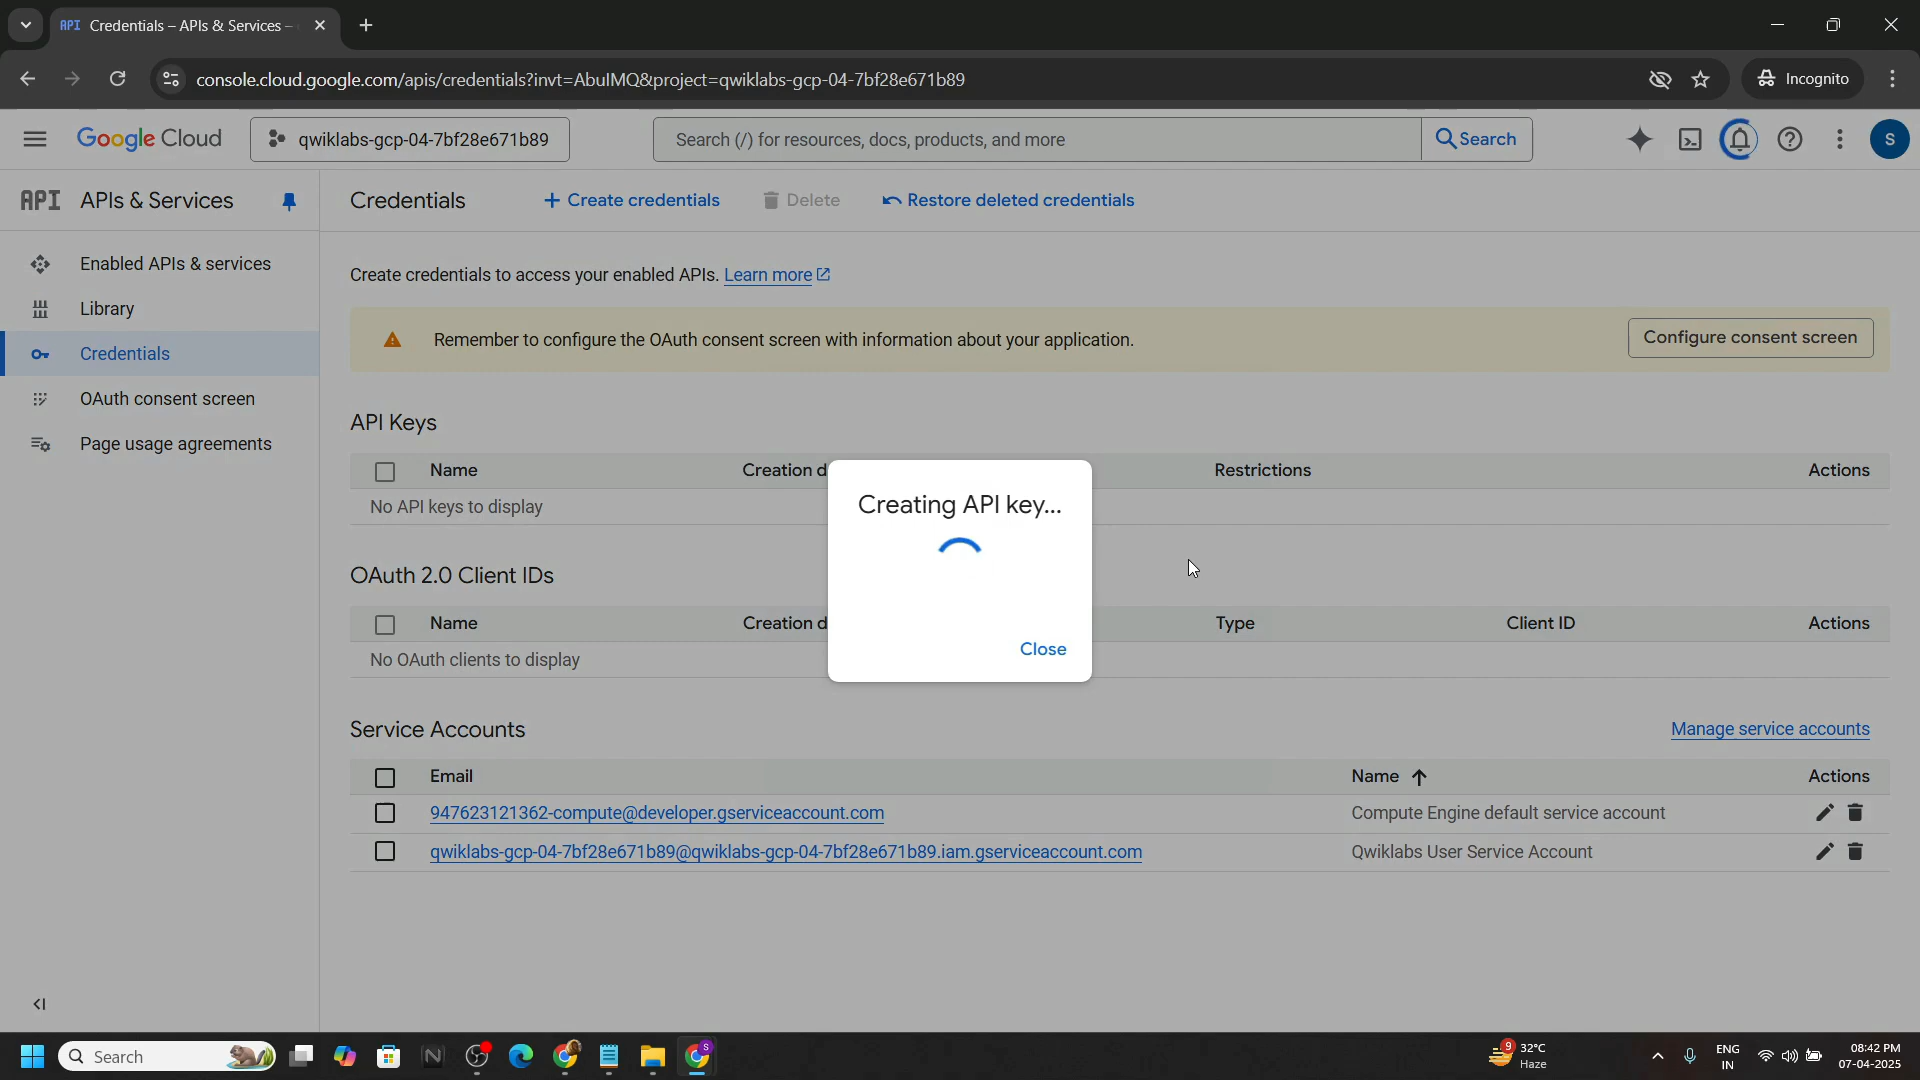 API Credentials – APIs & Services –
console.cloud.google.com/apis/credentials?invt=AbulMQ&project=qwiklabs-gcp-04-7bf28e671b89
Incognito
Google Cloud
qwiklabs-gcp-04-7bf28e671b89
Search (/) for resources, docs, products, and more
Search
S
API APIs & Services
Credentials
Create credentials
Delete
Restore deleted credentials
Enabled APIs & services
Library
Credentials
OAuth consent screen
Page usage agreements
Create credentials to access your enabled APIs. Learn more
Remember to configure the OAuth consent screen with information about your application.
Configure consent screen
API Keys
Name Creation d Restrictions Actions
No API keys to display
Creating API key...
Close
OAuth 2.0 Client IDs
Name Creation d Type Client ID Actions
No OAuth clients to display
Service Accounts
Manage service accounts
Email Name Actions
947623121362-compute@developer.gserviceaccount.com Compute Engine default service account
qwiklabs-gcp-04-7bf28e671b89@qwiklabs-gcp-04-7bf28e671b89.iam.gserviceaccount.com Qwiklabs User Service Account
Search
N
S
9
32°C
Haze
ENG
IN
08:42 PM
07-04-2025